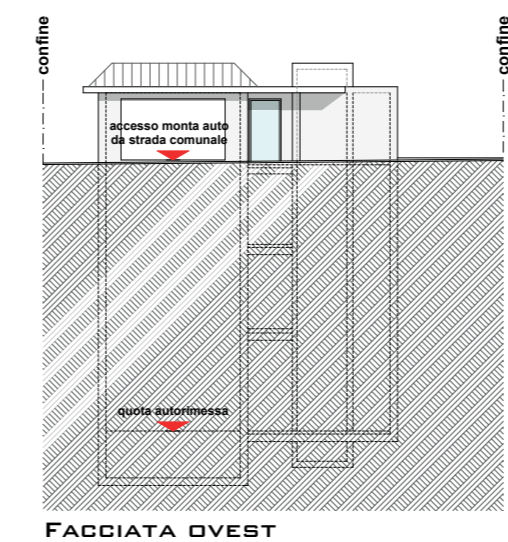 confine
confine
accesso monta auto
da strada comunale
quota autorimessa
FACCIATA OVEST